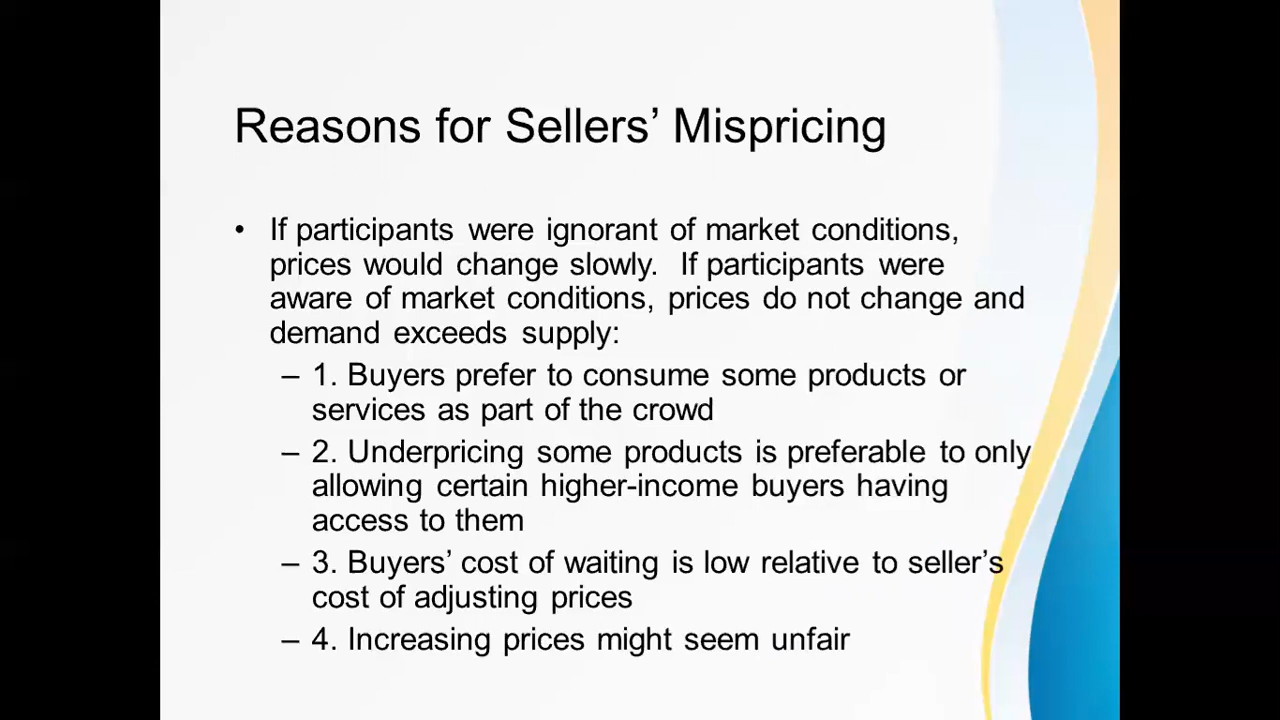 Reasons for Sellers’ Mispricing
• If participants were ignorant of market conditions,
prices would change slowly.  If participants were
aware of market conditions, prices do not change and
demand exceeds supply:
– 1. Buyers prefer to consume some products or
services as part of the crowd
– 2. Underpricing some products is preferable to only
allowing certain higher-income buyers having
access to them
– 3. Buyers’ cost of waiting is low relative to seller’s
cost of adjusting prices
– 4. Increasing prices might seem unfair